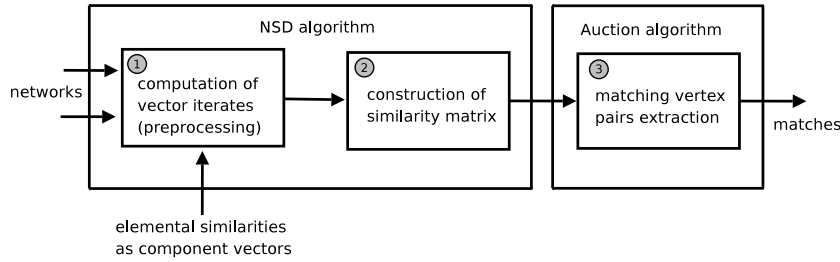 NSD algorithm
Auction algorithm
1
2
3
networks
computation of
vector iterates
(preprocessing)
construction of
similarity matrix
matching vertex
pairs extraction
matches
elemental similarities
as component vectors